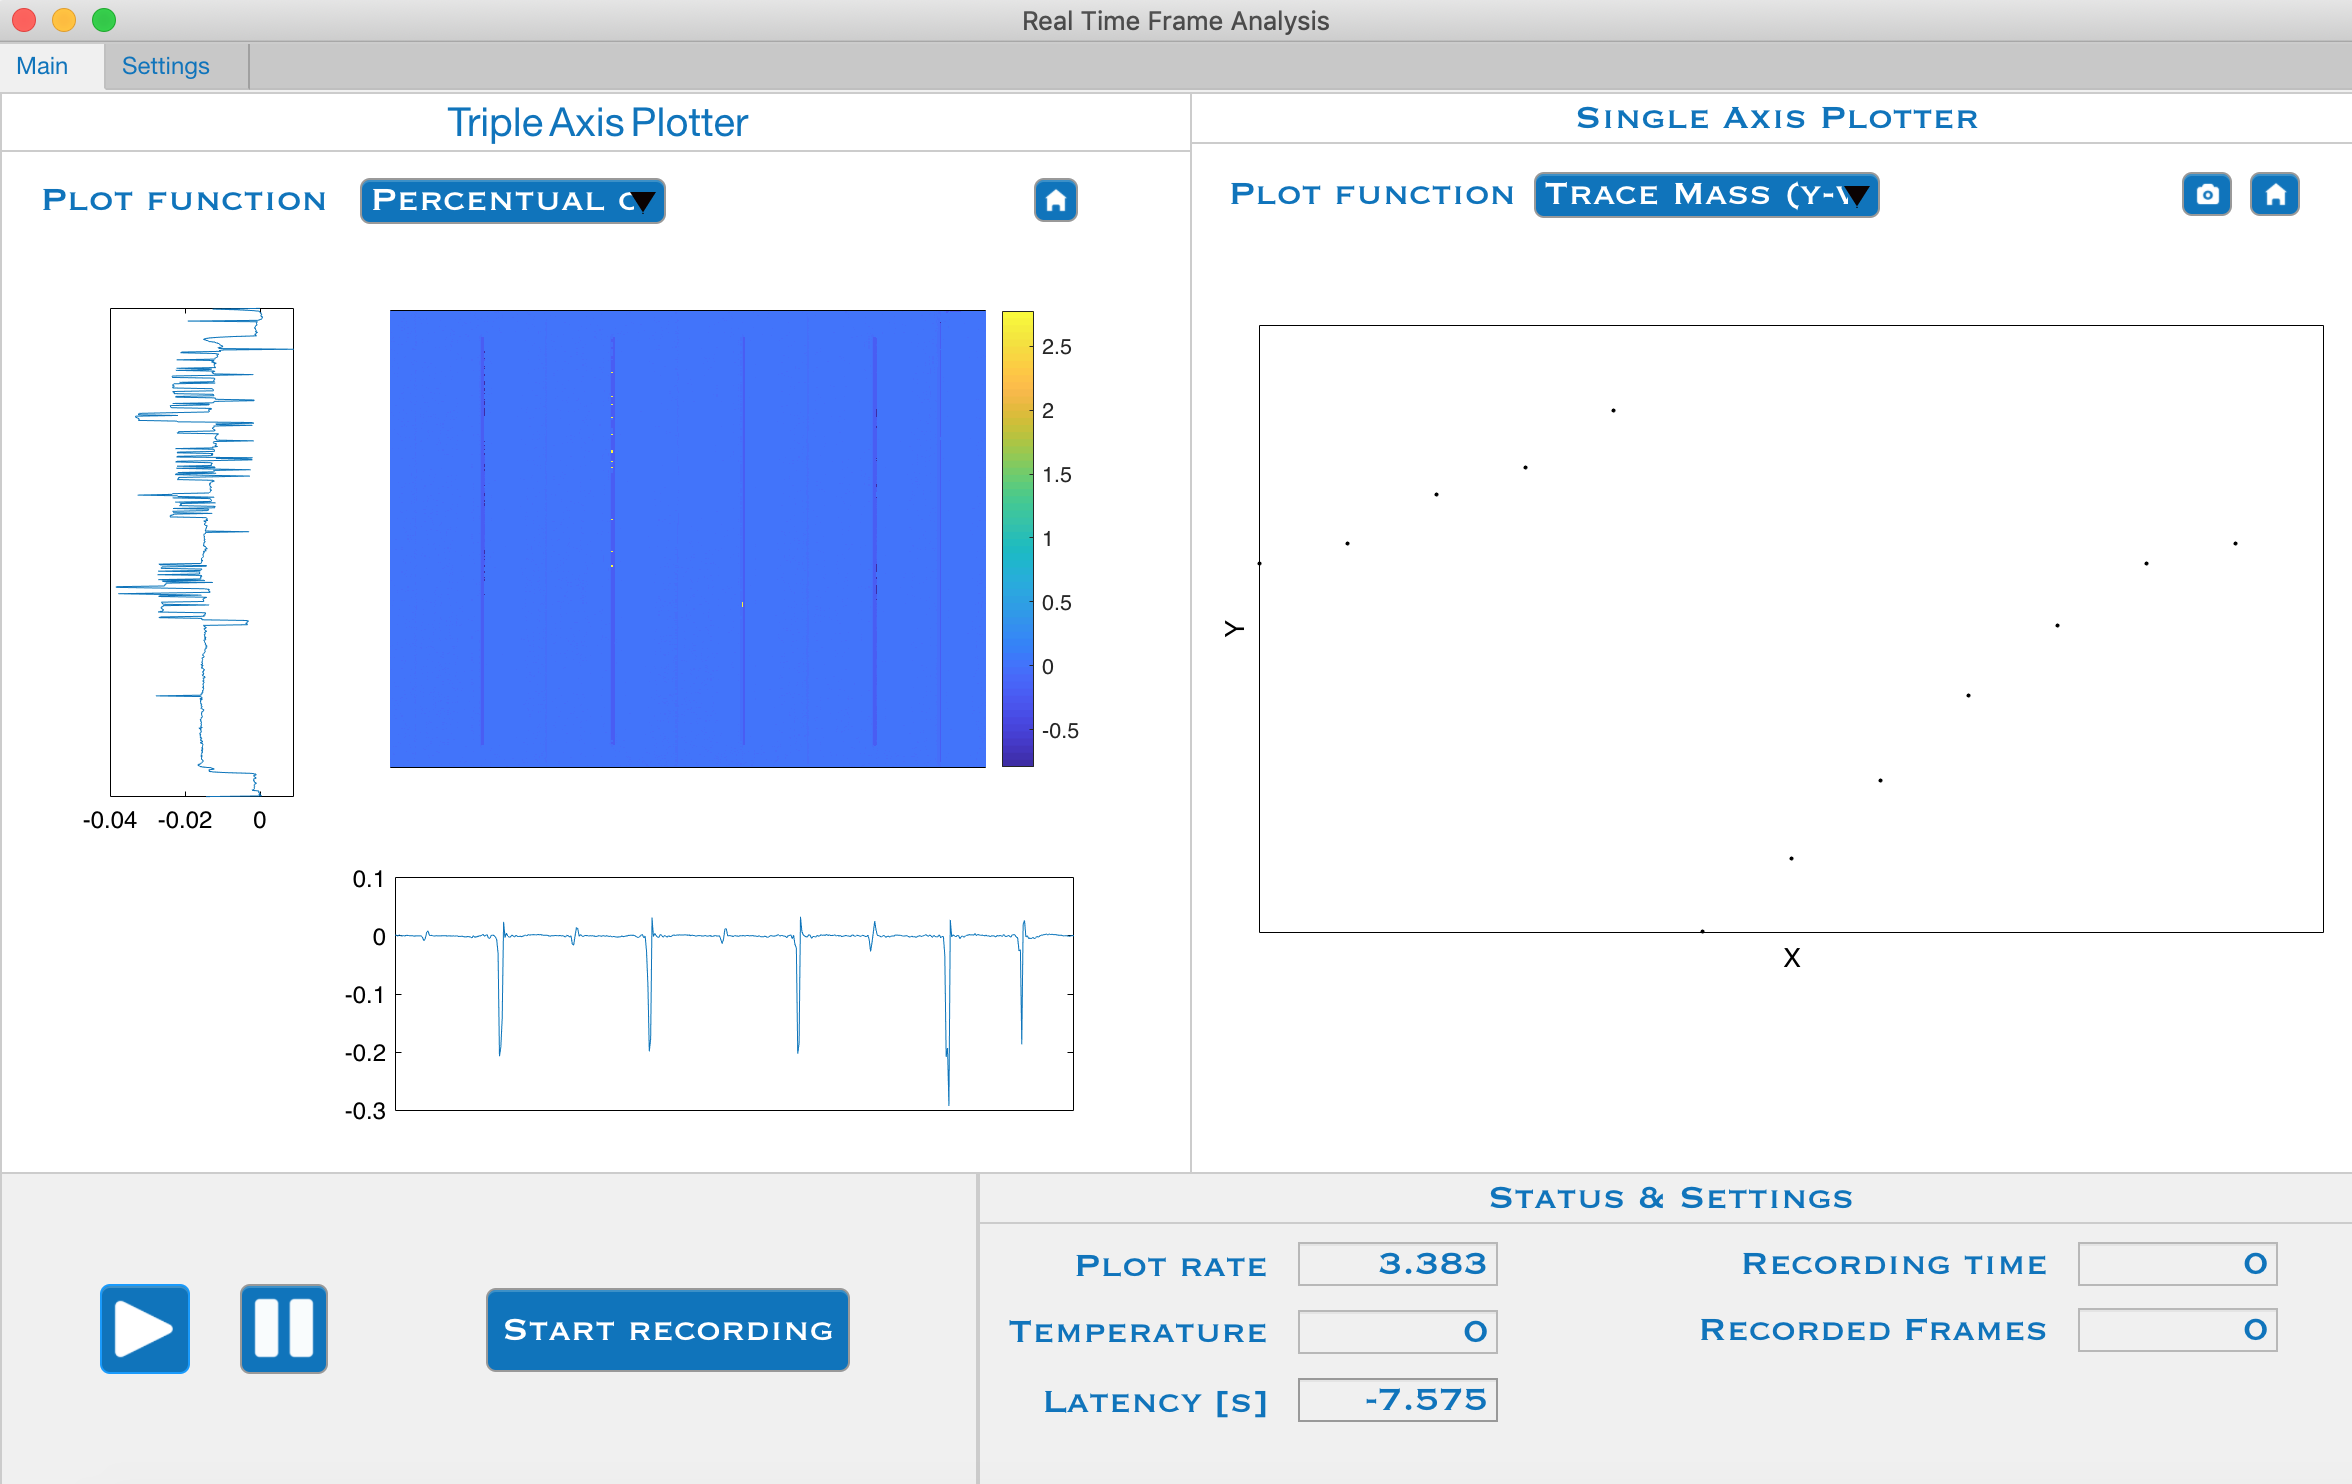 Real Time Frame Analysis
Main
Settings
Triple Axis Plotter
PLOT FUNCTION
PERCENTUAL
-0.04 -0.02 0
2.5
2
1.5
1
0.5
0
-0.5
0.1
0
-0.1
-0.2
-0.3
SINGLE AXIS PLOTTER
PLOT FUNCTION
TRACE MASS
Y
X
START RECORDING
STATUS & SETTINGS
PLOT RATE 3.383
TEMPERATURE 0
LATENCY [S] -7.575
RECORDING TIME 0
RECORDED FRAMES 0